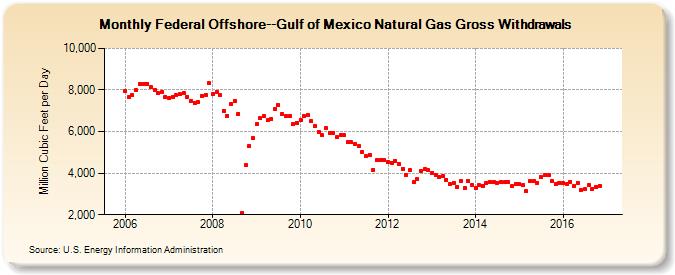 Monthly Federal Offshore--Gulf of Mexico Natural Gas Gross Withdrawals
Million Cubic Feet per Day
10,000
8,000
6,000
4,000
2,000
2006 2008 2010 2012 2014 2016
Source: U.S. Energy Information Administration